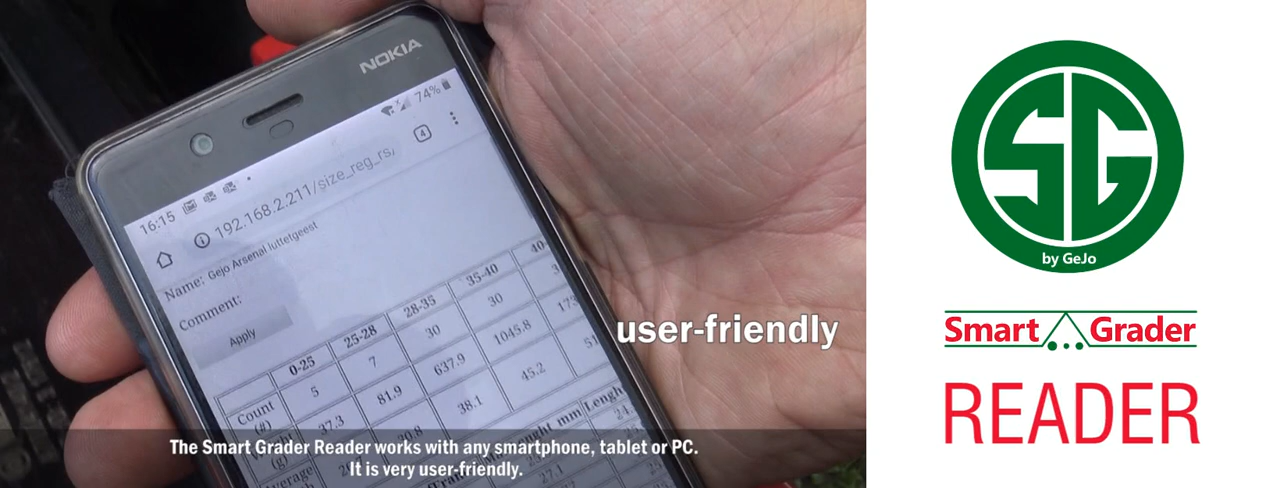 NOKIA
74%
16:15
4
192.168.2.211/size_reg_rs/
Name: Gejo Arsenal luttetgeest
Comment:
Apply
0-25 25-28 28-35 35-40
Count (#) 5 7 30 30
37.3 81.9 637.9 1045.8
38.1 45.2
mm
27.1
user-friendly
The Smart Grader Reader works with any smartphone, tablet or PC.
It is very user-friendly.
SG
by GeJo
Smart Grader
READER